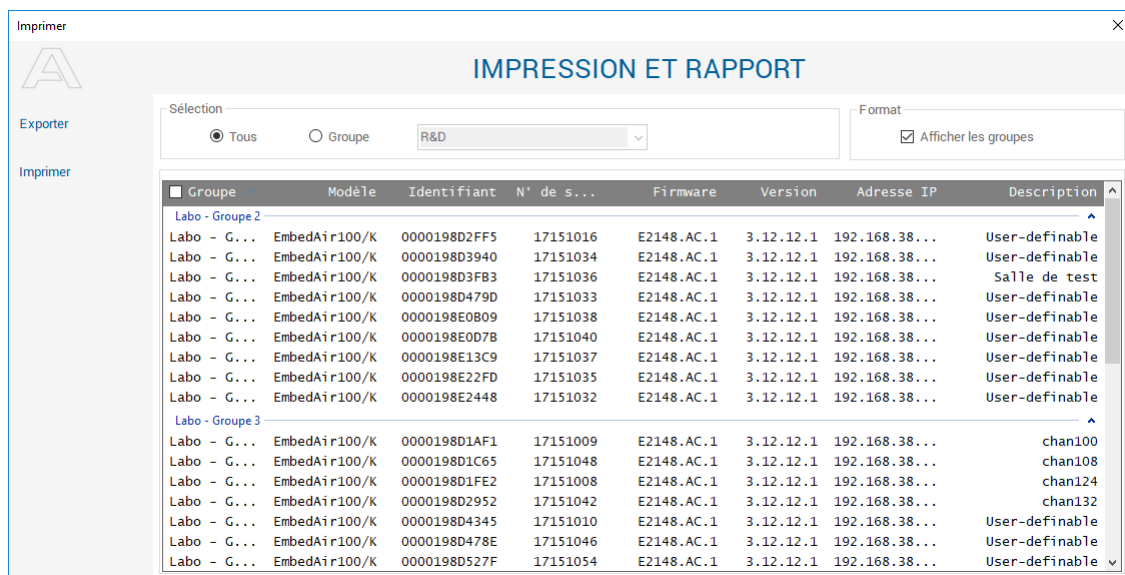 Imprimer
IMPRESSION ET RAPPORT
Exporter
Imprimer
Sélection
Tous Groupe R&D
Format
Afficher les groupes
Groupe Modèle Identifiant N° de s... Firmware Version Adresse IP Description
Labo - Groupe 2
Labo - G... EmbedAir100/K 0000198D2FF5 17151016 E2148.AC.1 3.12.12.1 192.168.38... User-definable
Labo - G... EmbedAir100/K 0000198D3940 17151034 E2148.AC.1 3.12.12.1 192.168.38... User-definable
Labo - G... EmbedAir100/K 0000198D3FB3 17151036 E2148.AC.1 3.12.12.1 192.168.38... Salle de test
Labo - G... EmbedAir100/K 0000198D479D 17151033 E2148.AC.1 3.12.12.1 192.168.38... User-definable
Labo - G... EmbedAir100/K 0000198E0B09 17151038 E2148.AC.1 3.12.12.1 192.168.38... User-definable
Labo - G... EmbedAir100/K 0000198E0D7B 17151040 E2148.AC.1 3.12.12.1 192.168.38... User-definable
Labo - G... EmbedAir100/K 0000198E13C9 17151037 E2148.AC.1 3.12.12.1 192.168.38... User-definable
Labo - G... EmbedAir100/K 0000198E22FD 17151035 E2148.AC.1 3.12.12.1 192.168.38... User-definable
Labo - G... EmbedAir100/K 0000198E2448 17151032 E2148.AC.1 3.12.12.1 192.168.38... User-definable
Labo - Groupe 3
Labo - G... EmbedAir100/K 0000198D1AF1 17151009 E2148.AC.1 3.12.12.1 192.168.38... chan100
Labo - G... EmbedAir100/K 0000198D1C65 17151048 E2148.AC.1 3.12.12.1 192.168.38... chan108
Labo - G... EmbedAir100/K 0000198D1FE2 17151008 E2148.AC.1 3.12.12.1 192.168.38... chan124
Labo - G... EmbedAir100/K 0000198D2952 17151042 E2148.AC.1 3.12.12.1 192.168.38... chan132
Labo - G... EmbedAir100/K 0000198D4345 17151010 E2148.AC.1 3.12.12.1 192.168.38... User-definable
Labo - G... EmbedAir100/K 0000198D478E 17151046 E2148.AC.1 3.12.12.1 192.168.38... User-definable
Labo - G... EmbedAir100/K 0000198D527F 17151054 E2148.AC.1 3.12.12.1 192.168.38... User-definable